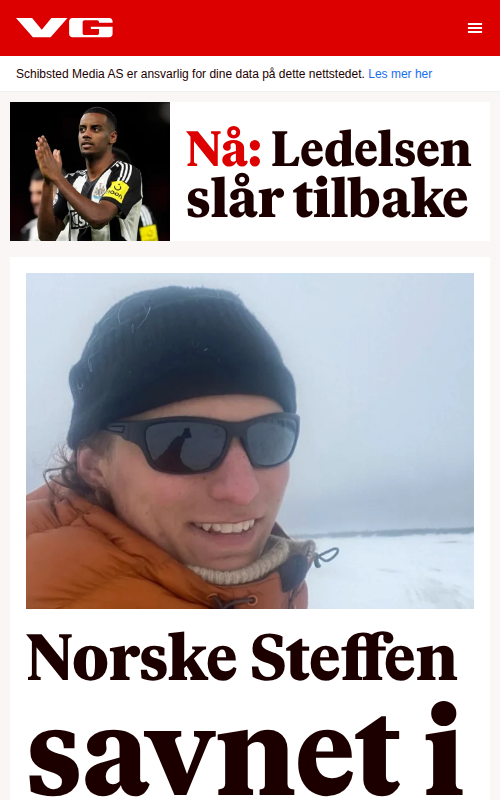 VG
Schibsted Media AS er ansvarlig for dine data på dette nettstedet. Les mer her
Nå: Ledelsen
slår tilbake
Norske Steffen
savnet i